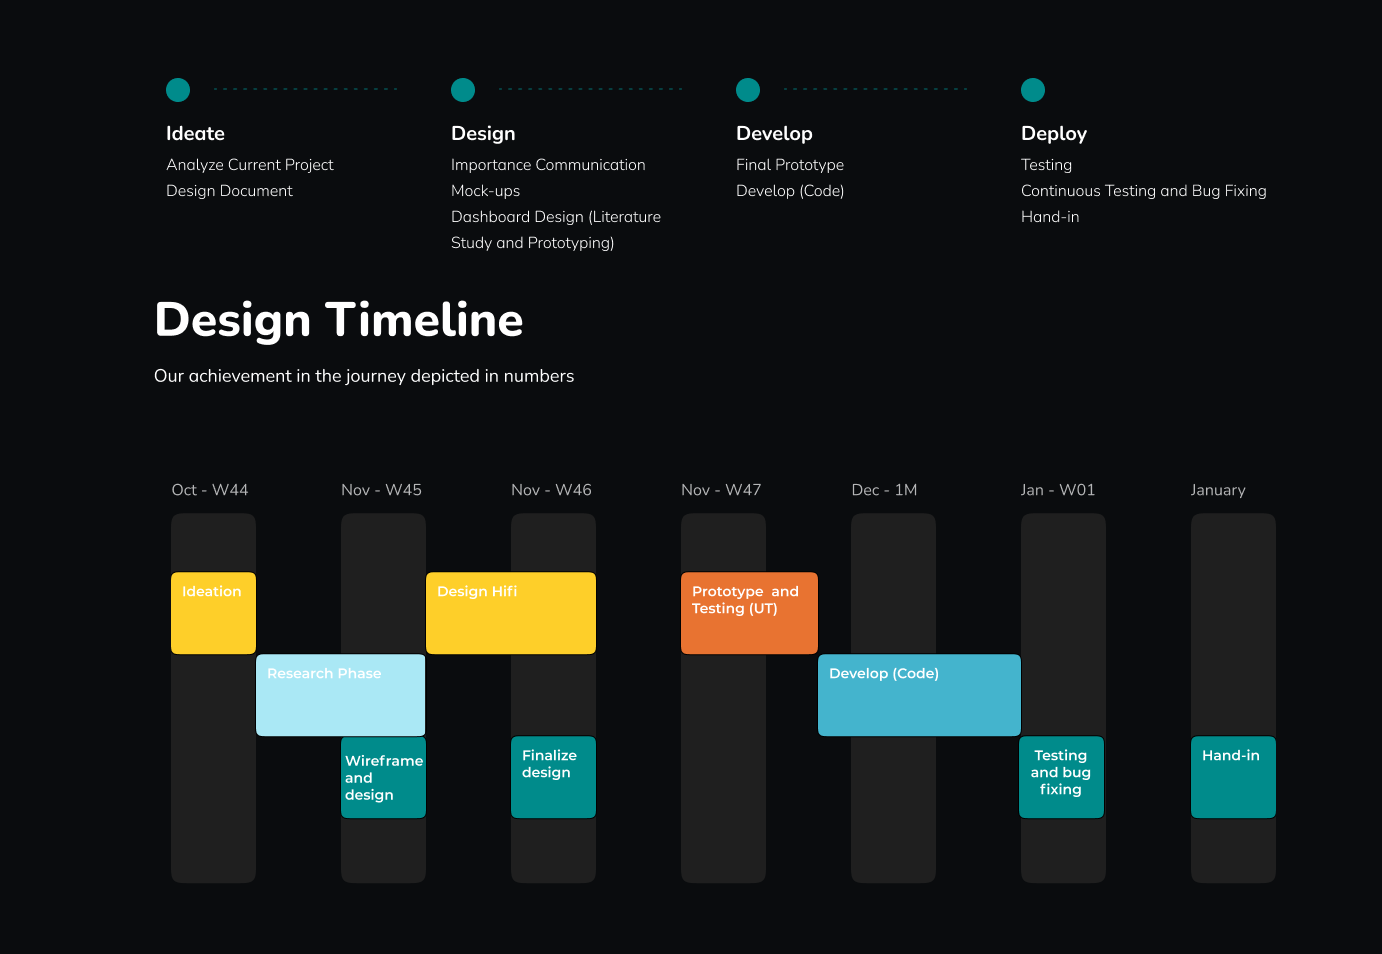 Ideate
Analyze Current Project
Design Document
Design
Importance Communication
Mock-ups
Dashboard Design (Literature
Study and Prototyping)
Develop
Final Prototype
Develop (Code)
Deploy
Testing
Continuous Testing and Bug Fixing
Hand-in
Design Timeline
Our achievement in the journey depicted in numbers
Oct - W44
Nov - W45
Nov - W46
Nov - W47
Dec - 1M
Jan - W01
January
Ideation
Design Hifi
Prototype  and
Testing (UT)
Research Phase
Develop (Code)
Wireframe
and
design
Finalize
design
Testing
and bug
fixing
Hand-in